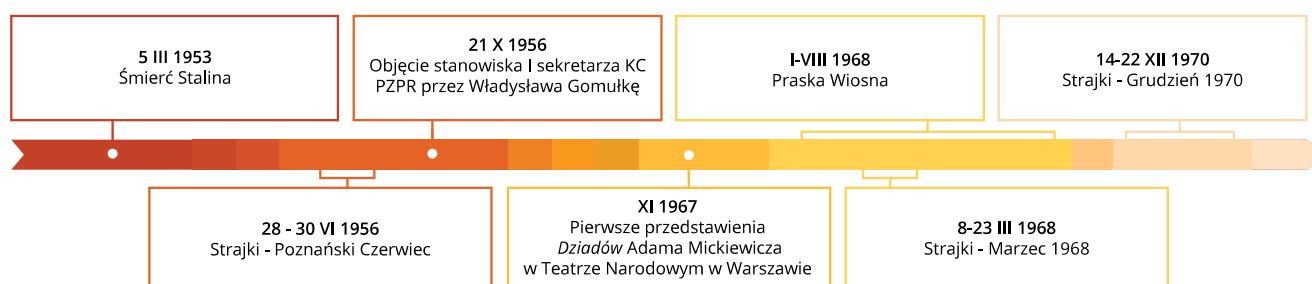 5 III 1953
Śmierć Stalina
21 X 1956
Objęcie stanowiska I sekretarza KC
PZPR przez Władysława Gomułkę
I-VIII 1968
Praska Wiosna
14-22 XII 1970
Strajki - Grudzień 1970
28 - 30 VI 1956
Strajki - Poznański Czerwiec
XI 1967
Pierwsze przedstawienia
Dziadów Adama Mickiewicza
w Teatrze Narodowym w Warszawie
8-23 III 1968
Strajki - Marzec 1968